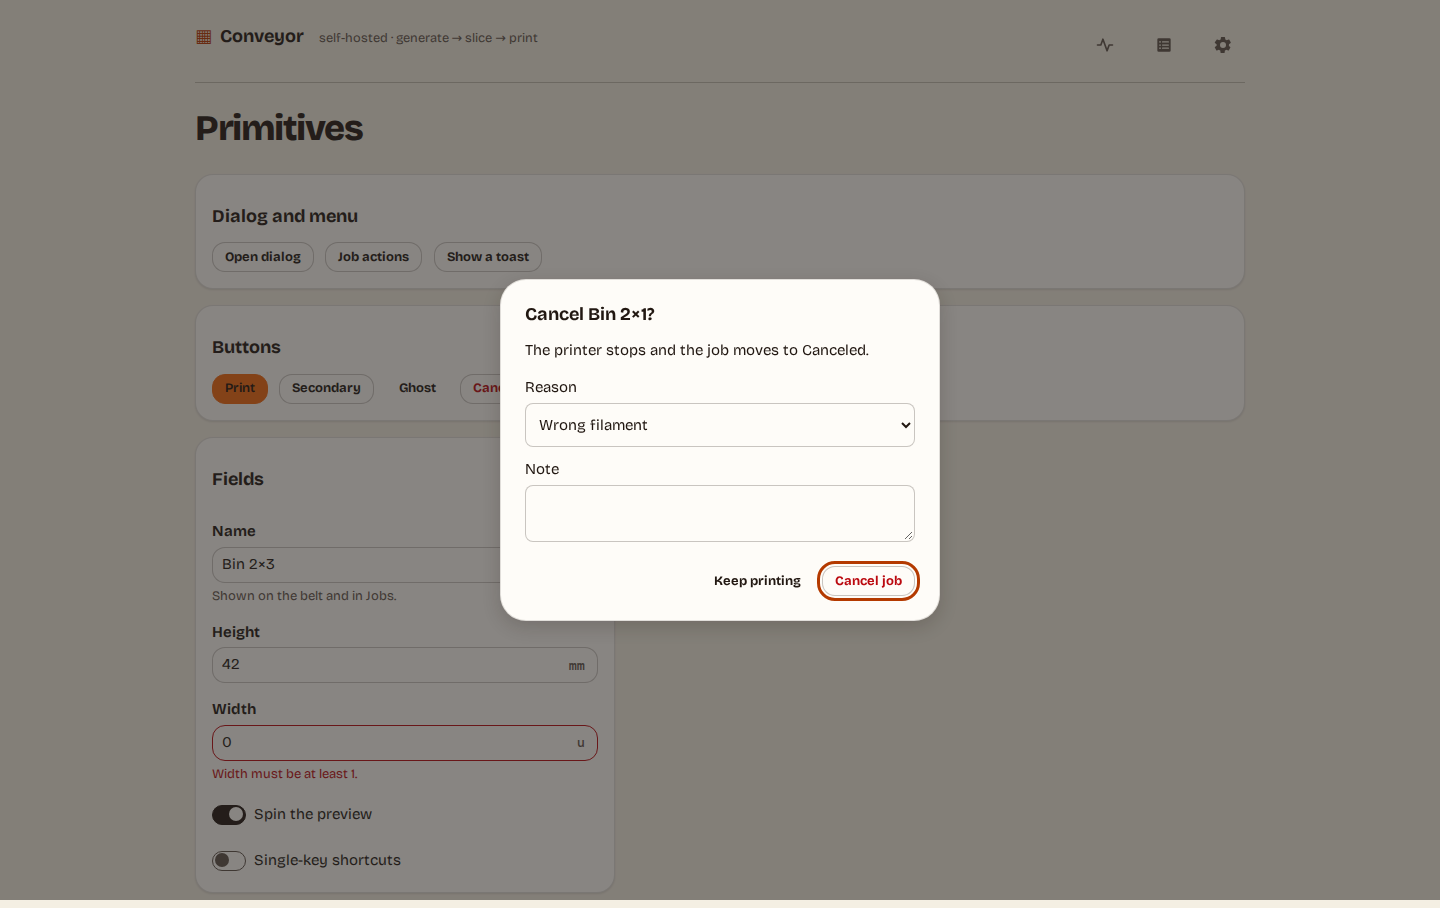 Conveyor
self-hosted · generate → slice → print
Primitives
Dialog and menu
Open dialog
Job actions
Show a toast
Buttons
Print
Secondary
Ghost
Canc
Fields
Name
Bin 2×3
Shown on the belt and in Jobs.
Height
42
mm
Width
0
u
Width must be at least 1.
Spin the preview
Single-key shortcuts
Cancel Bin 2×1?
The printer stops and the job moves to Canceled.
Reason
Wrong filament
Note
Keep printing
Cancel job